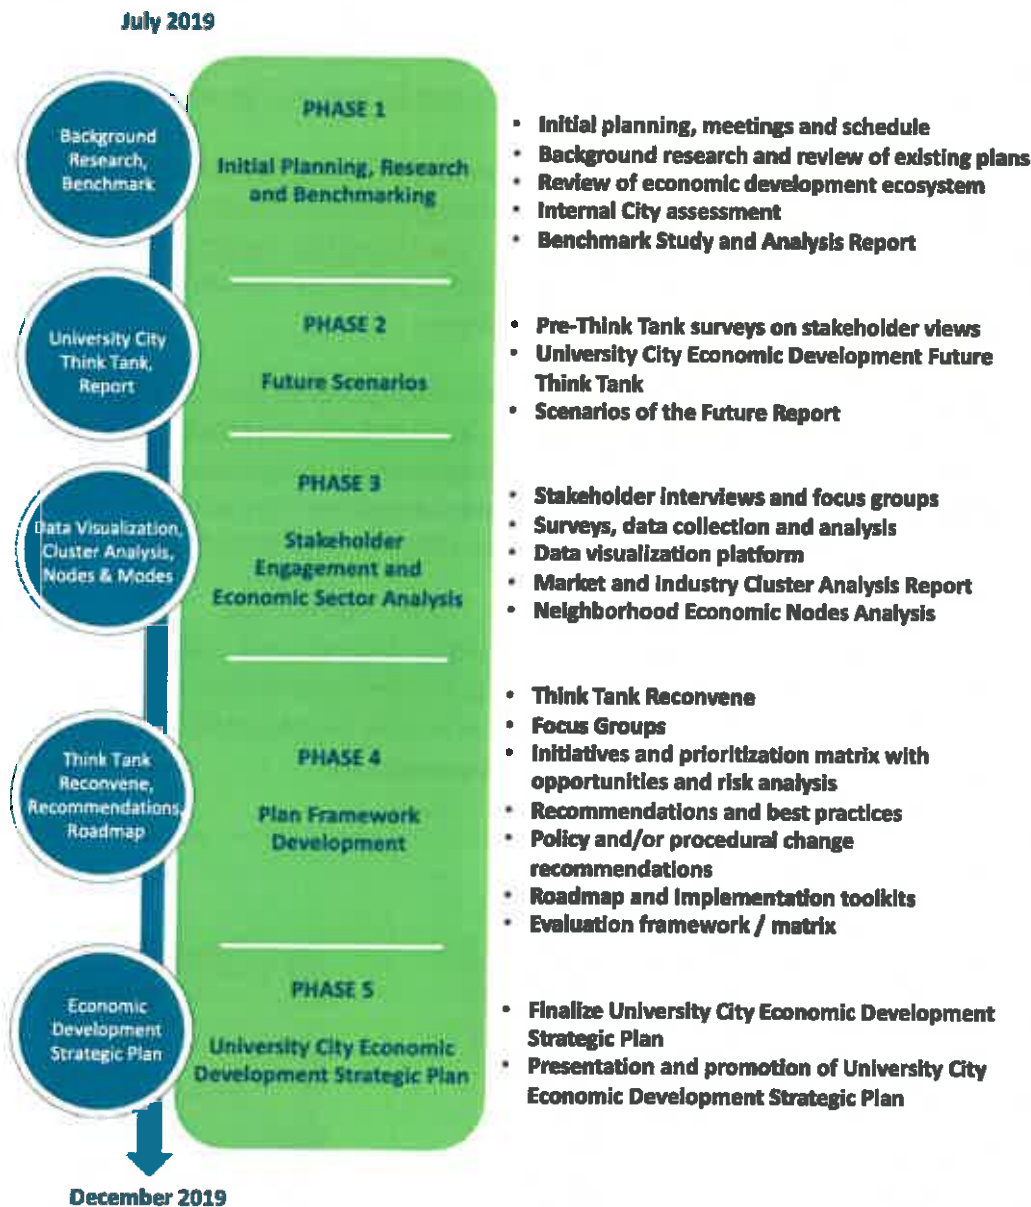 July 2019
Background
Research,
Benchmark
PHASE 1
Initial Planning, Research
and Benchmarking
• Initial planning, meetings and schedule
• Background research and review of existing plans
• Review of economic development ecosystem
• Internal City assessment
• Benchmark Study and Analysis Report
University City
Think Tank,
Report
PHASE 2
Future Scenarios
• Pre-Think Tank surveys on stakeholder views
• University City Economic Development Future
Think Tank
• Scenarios of the Future Report
Data Visualization,
Cluster Analysis,
Nodes & Modes
PHASE 3
Stakeholder
Engagement and
Economic Sector Analysis
• Stakeholder interviews and focus groups
• Surveys, data collection and analysis
• Data visualization platform
• Market and Industry Cluster Analysis Report
• Neighborhood Economic Nodes Analysis
Think Tank
Reconvene,
Recommendations,
Roadmap
PHASE 4
Plan Framework
Development
• Think Tank Reconvene
• Focus Groups
• Initiatives and prioritization matrix with
opportunities and risk analysis
• Recommendations and best practices
• Policy and/or procedural change
recommendations
• Roadmap and Implementation toolkits
• Evaluation framework / matrix
Economic
Development
Strategic Plan
PHASE 5
University City Economic
Development Strategic Plan
• Finalize University City Economic Development
Strategic Plan
• Presentation and promotion of University City
Economic Development Strategic Plan
December 2019